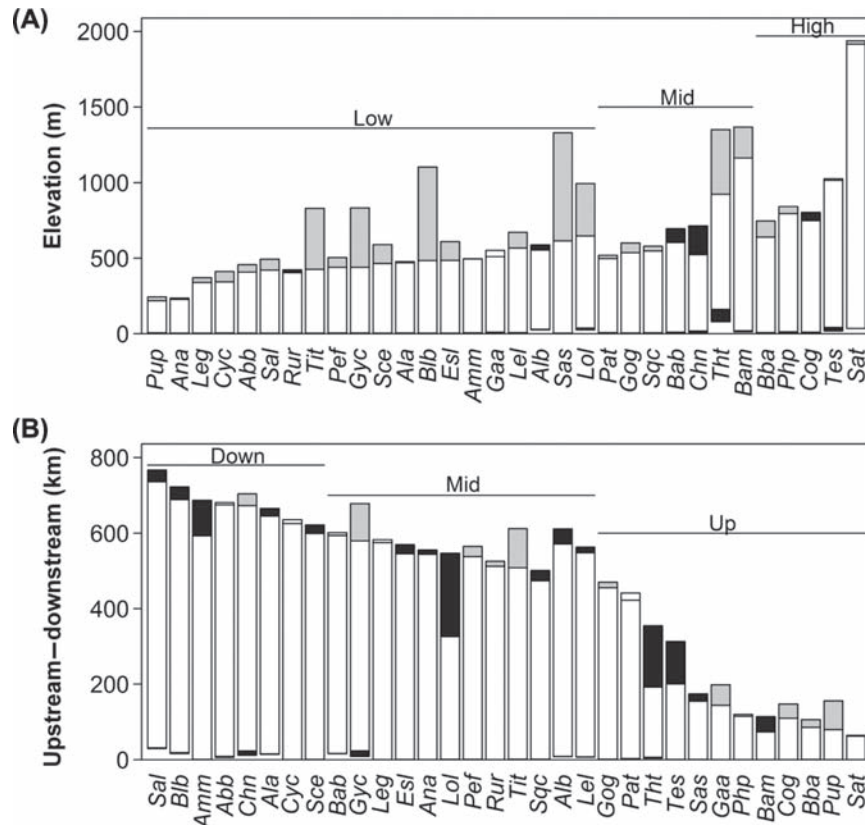 (A)
2000
1500
1000
500
0
Elevation (m)
Low
Mid
High
Pup Ana Leg Cyc Abb Sal Rur Tit Pef Gyc Sce Ala Blb Esl Amm Gaa Lel Alb Sas Lol Pat Gog Sqc Bab Chn Tht Bam Bba Php Cog Tes Sat
(B)
800
600
400
200
0
Upstream–downstream (km)
Down
Mid
Up
Sal Blb Amm Abb Chn Ala Cyc Sce Bab Gyc Leg Esl Ana Lol Pef Rur Tit Sqc Alb Lel Gog Pat Tht Tes Sas Gaa Php Bam Cog Bba Pup Sat